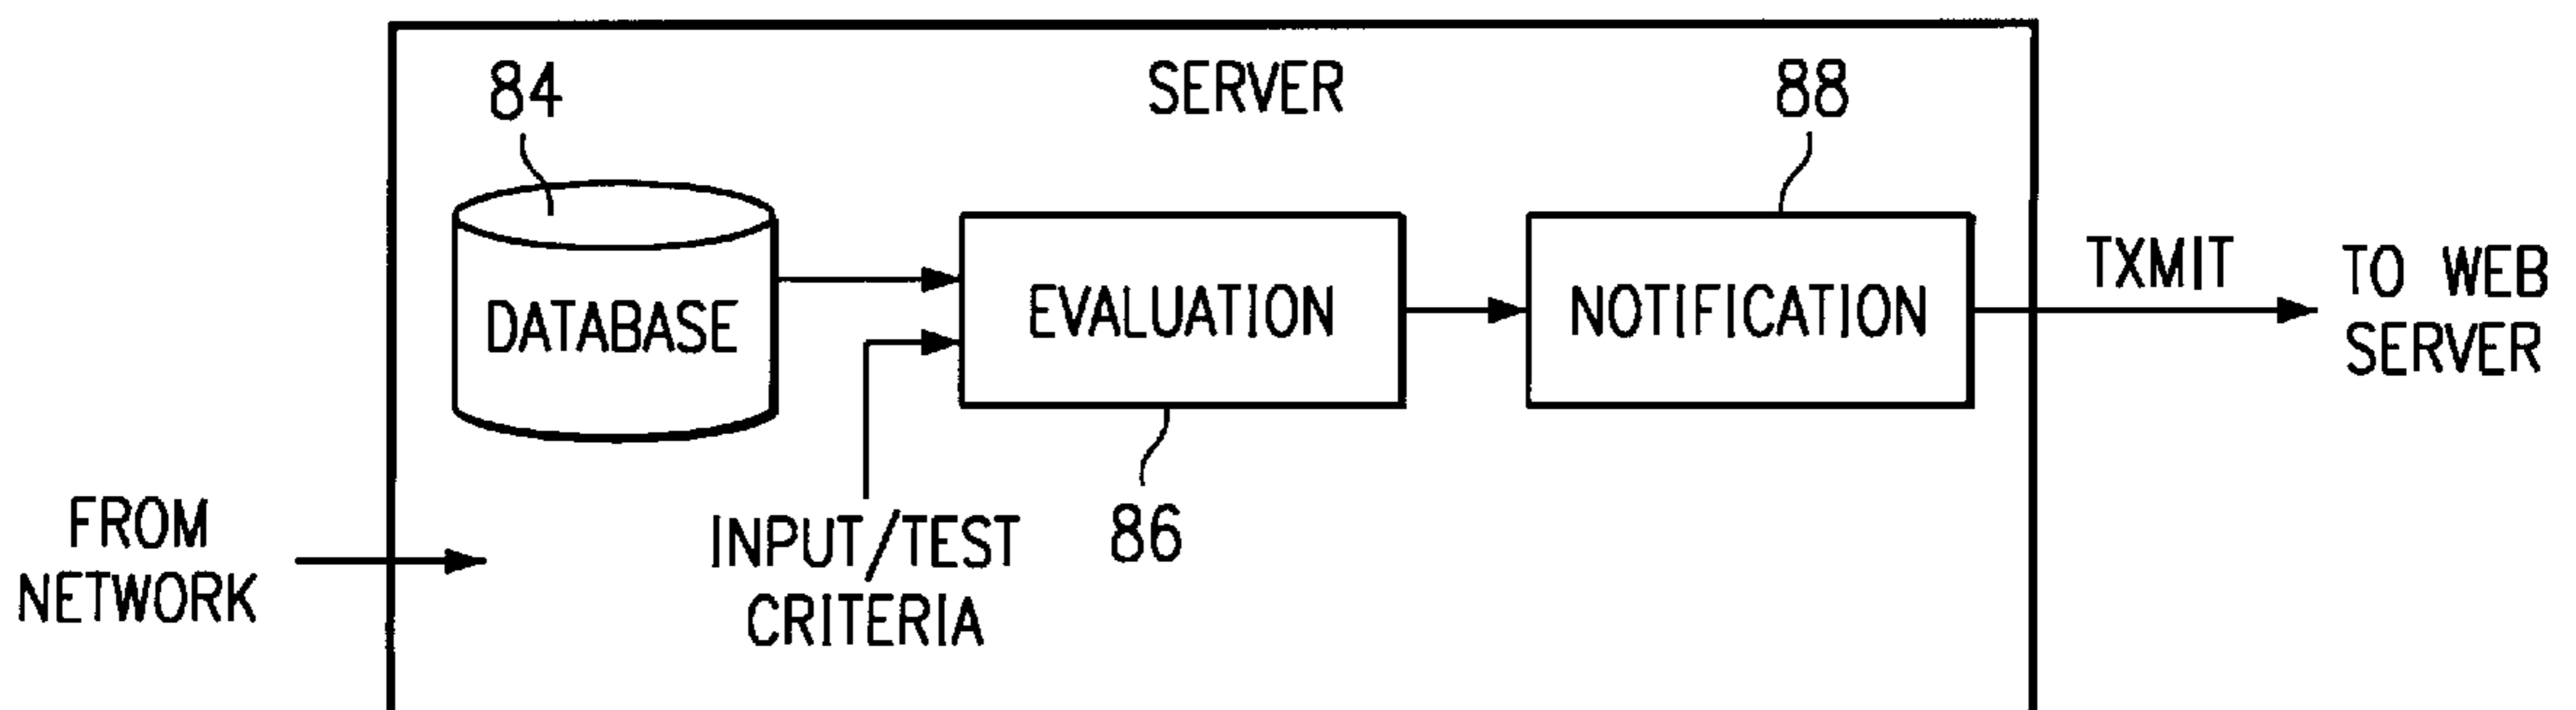 SERVER
84
88
DATABASE
EVALUATION
NOTIFICATION
TXMIT
TO WEB
SERVER
86
INPUT/TEST
CRITERIA
FROM
NETWORK